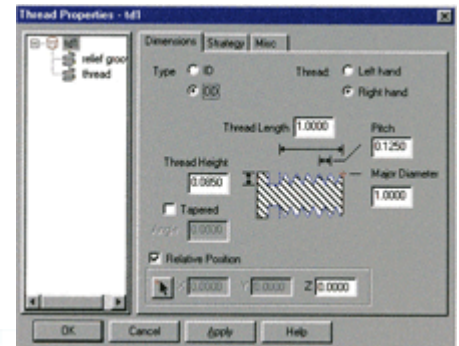 Thread Properties - td1
td1
relief groo
thread
Dimensions Strategy Misc
Type ID
OD
Thread Left hand
Right hand
Thread Length 1.0000
Pitch
0.1250
Thread Height
0.0850
Major Diameter
1.0000
Tapered
Angle 0.0000
Relative Position
X 0.0000 Y 0.0000 Z 0.0000
OK Cancel Apply Help